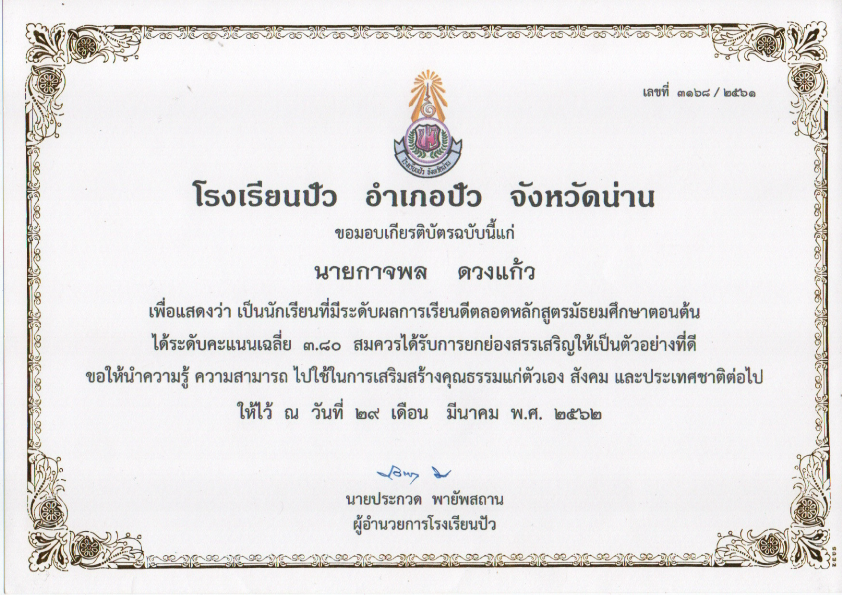 เลขที่ ๓๑๖๘ / ๒๕๖๑
โรงเรียนปัว อำเภอปัว จังหวัดน่าน
ขอมอบเกียรติบัตรฉบับนี้แก่
นายกาจพล ดวงแก้ว
เพื่อแสดงว่า เป็นนักเรียนที่มีระดับผลการเรียนดีตลอดหลักสูตรมัธยมศึกษาตอนต้น
ได้ระดับคะแนนเฉลี่ย ๓.๘๐ สมควรได้รับการยกย่องสรรเสริญให้เป็นตัวอย่างที่ดี
ขอให้นำความรู้ ความสามารถ ไปใช้ในการเสริมสร้างคุณธรรมแก่ตัวเอง สังคม และประเทศชาติต่อไป
ให้ไว้ ณ วันที่ ๒๙ เดือน มีนาคม พ.ศ. ๒๕๖๒
นายประกวด พายัพสถาน
ผู้อำนวยการโรงเรียนปัว